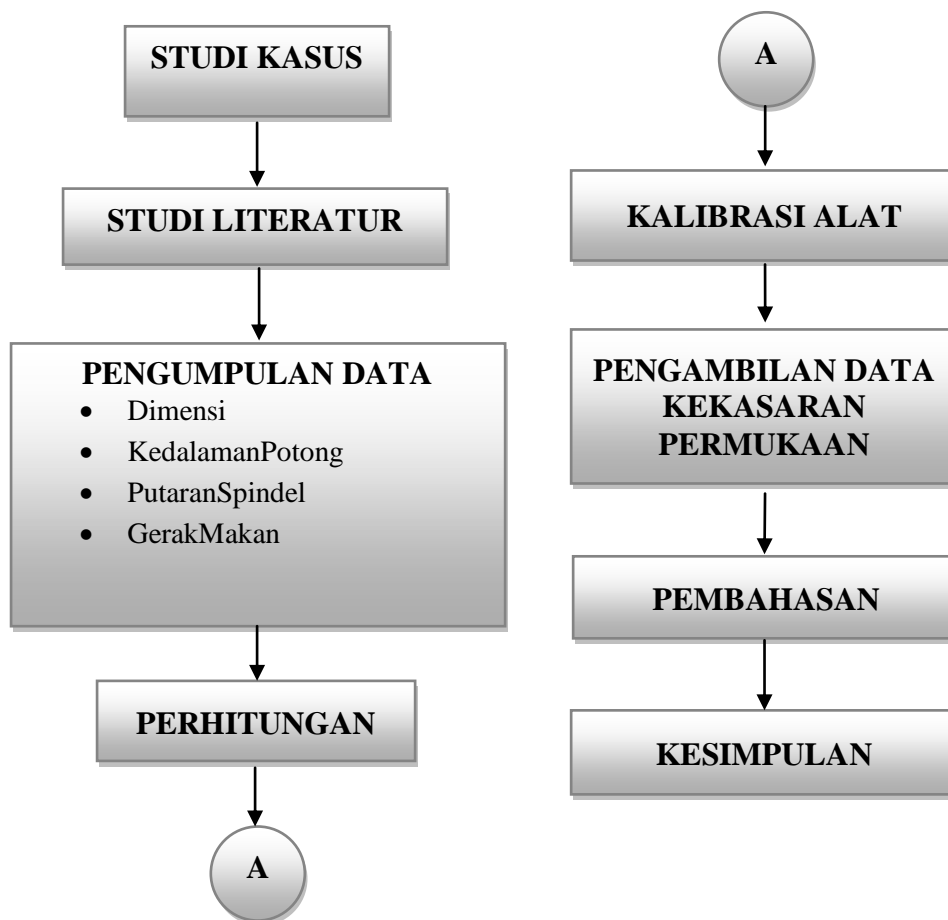 STUDI KASUS
STUDI LITERATUR
PENGUMPULAN DATA
• Dimensi
• KedalamanPotong
• PutaranSpindel
• GerakMakan
PERHITUNGAN
A
A
KALIBRASI ALAT
PENGAMBILAN DATA
KEKASARAN
PERMUKAAN
PEMBAHASAN
KESIMPULAN